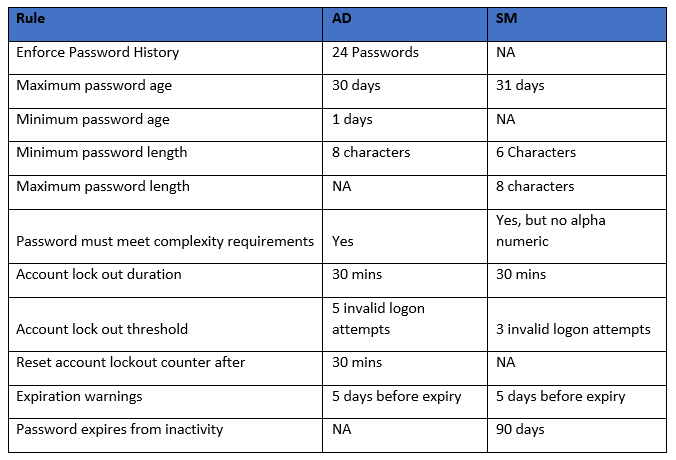 Rule AD SM
Enforce Password History 24 Passwords NA
Maximum password age 30 days 31 days
Minimum password age 1 days NA
Minimum password length 8 characters 6 Characters
Maximum password length NA 8 characters
Yes, but no alpha
Password must meet complexity requirements Yes numeric
Account lock out duration 30 mins 30 mins
5 invalid logon
Account lock out threshold attempts 3 invalid logon attempts
Reset account lockout counter after 30 mins NA
Expiration warnings 5 days before expiry 5 days before expiry
Password expires from inactivity NA 90 days